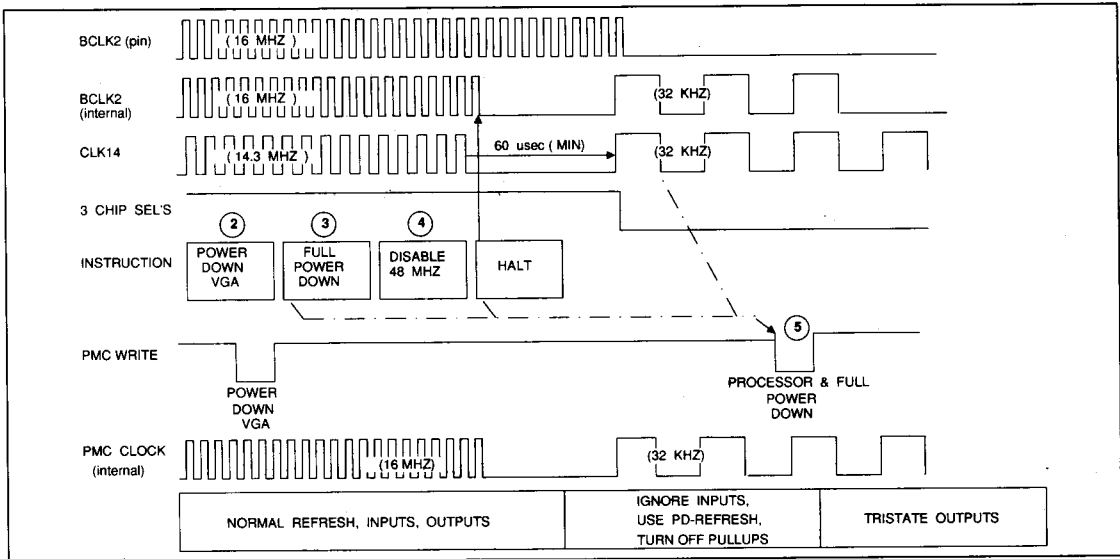 BCLK2 (pin)
( 16 MHZ )
BCLK2
(internal)
( 16 MHZ )
(32 KHZ)
CLK14
( 14.3 MHZ )
60 usec ( MIN)
(32 KHZ)
3 CHIP SEL'S
2
3
4
INSTRUCTION
POWER
DOWN
VGA
FULL
POWER
DOWN
DISABLE
48 MHZ
HALT
5
PMC WRITE
POWER
DOWN
VGA
PROCESSOR & FULL
POWER
DOWN
PMC CLOCK
(internal)
(16 MHZ)
(32 KHZ)
NORMAL REFRESH, INPUTS, OUTPUTS
IGNORE INPUTS,
USE PD-REFRESH,
TURN OFF PULLUPS
TRISTATE OUTPUTS